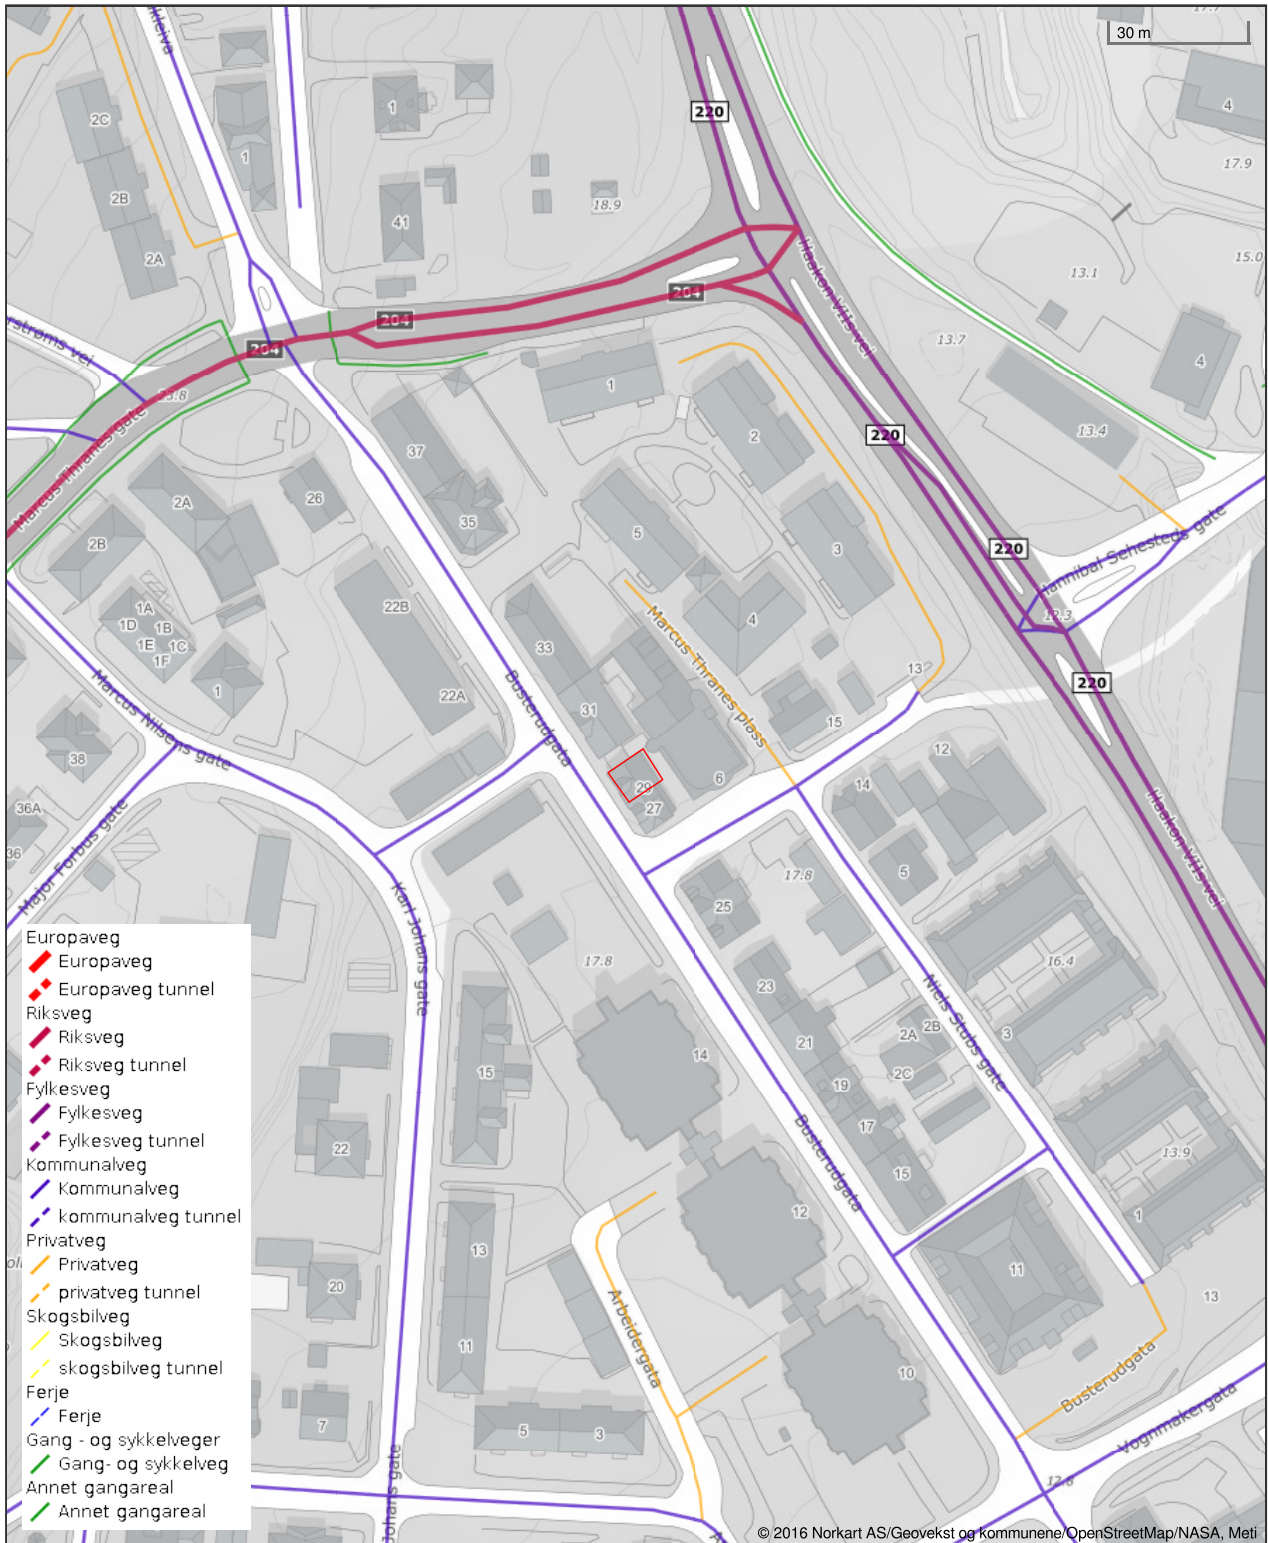 30 m
220
4
17.9
1
2C
1
2B
41
18.9
2A
15.0
13.1
Haakon VIIs vei
204
204
204
13.7
4
1
Marcus Thranes gate
2
13.4
220
37
2A
26
35
5
3
220
Hannibal Sehesteds gate
2B
22B
1A
1D
1B
1E
1C
1F
12.3
4
Marcus Thranes plass
33
13
220
1
22A
Busterudgata
31
15
Marcus Nilsens gate
38
12
6
14
29
27
36A
36
Major Forbus gate
Haakon VIIs vei
17.8
5
25
Karl Johans gate
17.8
16.4
23
Niels Stubs gate
2B
2A
3
21
14
15
2C
19
17
22
Busterudgata
13.9
15
12
1
13
11
20
13
Arbeidergata
11
10
Busterudgata
7
5
3
Vognmakergata
Johans gate
12.6
Europaveg
Europaveg
Europaveg tunnel
Riksveg
Riksveg
Riksveg tunnel
Fylkesveg
Fylkesveg
Fylkesveg tunnel
Kommunalveg
Kommunalveg
kommunalveg tunnel
Privatveg
Privatveg
privatveg tunnel
Skogsbilveg
Skogsbilveg
skogsbilveg tunnel
Ferje
Ferje
Gang - og sykkelveger
Gang- og sykkelveg
Annet gangareal
Annet gangareal
© 2016 Norkart AS/Geovekst og kommunene/OpenStreetMap/NASA, Meti